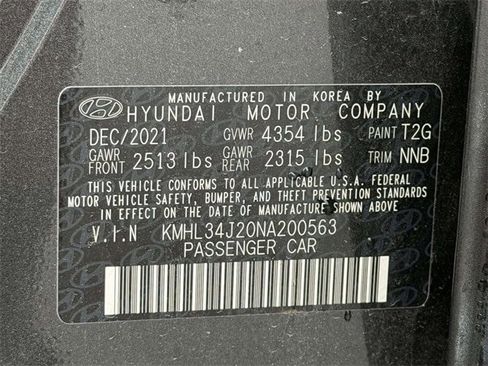 MANUFACTURED IN KOREA BY
HYUNDAI MOTOR COMPANY
DEC/2021 GVWR 4354 lbs PAINT T2G
GAWR FRONT 2513 lbs GAWR REAR 2315 lbs TRIM NNB
THIS VEHICLE CONFORMS TO ALL APPLICABLE U.S.A. FEDERAL
MOTOR VEHICLE SAFETY, BUMPER, AND THEFT PREVENTION STANDARDS
IN EFFECT ON THE DATE OF MANUFACTURE SHOWN ABOVE
V.I.N KMHL34J20NA200563
PASSENGER CAR